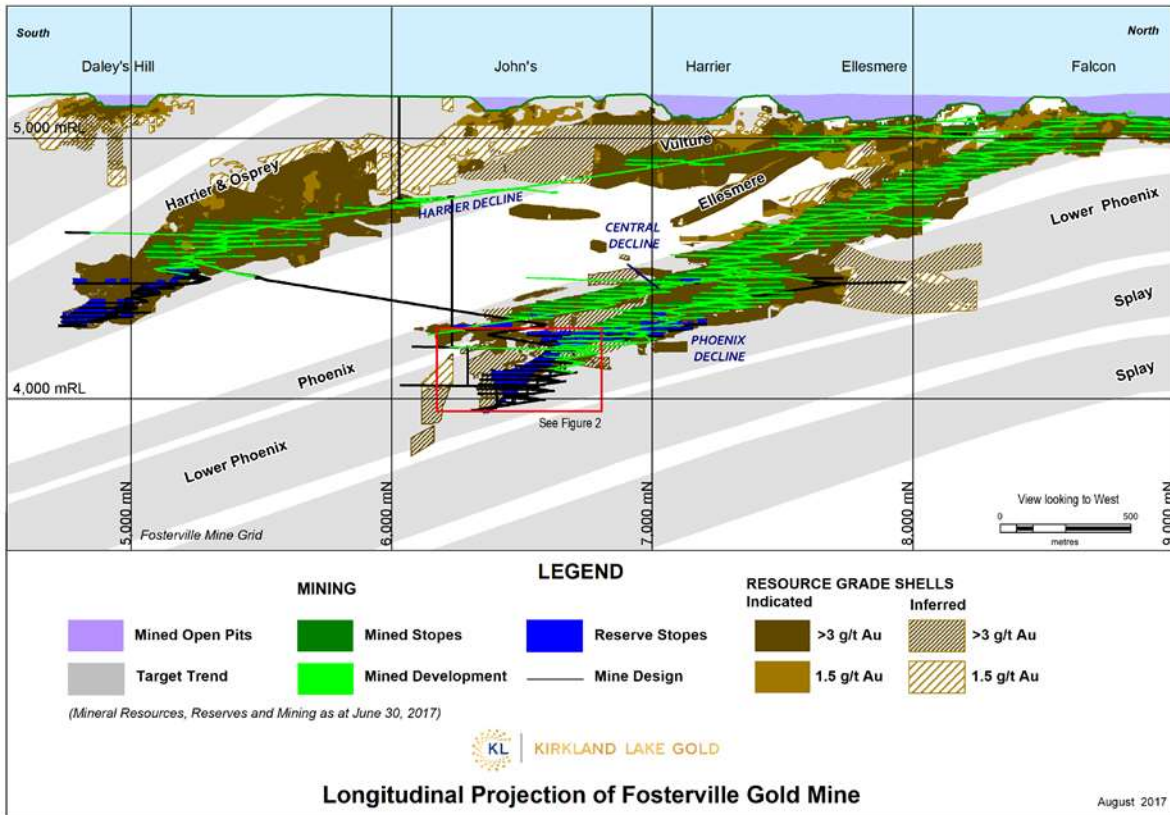 South
North
Daley's Hill
John's
Harrier
Ellesmere
Falcon
5,000 mRL
Vulture
Harrier & Osprey
Ellesmere
HARRIER DECLINE
Lower Phoenix
CENTRAL
DECLINE
Splay
PHOENIX
DECLINE
Phoenix
Splay
4,000 mRL
See Figure 2
Lower Phoenix
5,000 mN
6,000 mN
7,000 mN
8,000 mN
9,000 mN
View looking to West
0 500
metres
Fosterville Mine Grid
LEGEND
MINING
RESOURCE GRADE SHELLS
Indicated Inferred
Mined Open Pits Mined Stopes Reserve Stopes >3 g/t Au >3 g/t Au
Target Trend Mined Development Mine Design 1.5 g/t Au 1.5 g/t Au
(Mineral Resources, Reserves and Mining as at June 30, 2017)
KL KIRKLAND LAKE GOLD
Longitudinal Projection of Fosterville Gold Mine
August 2017